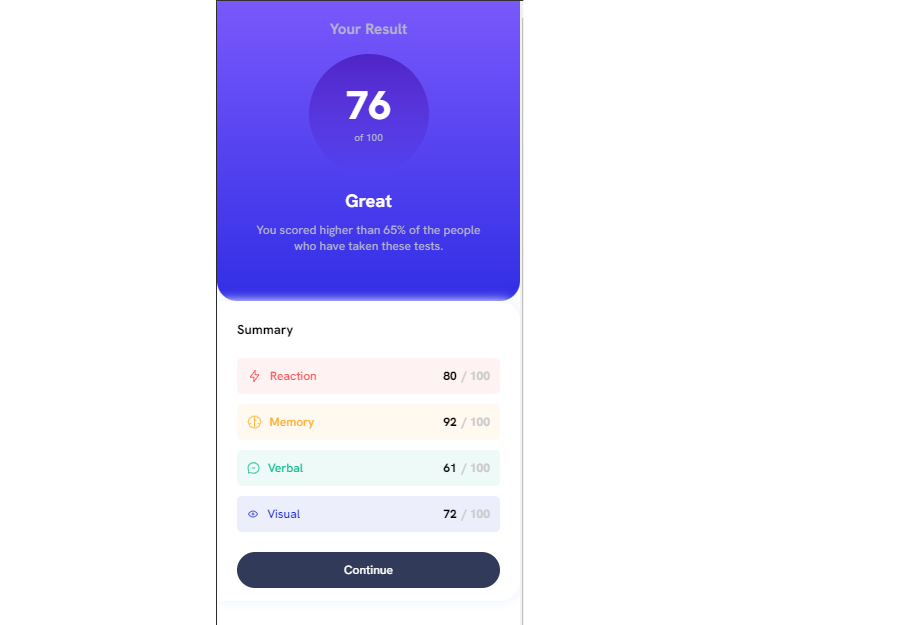 Your Result
76
of 100
Great
You scored higher than 65% of the people
who have taken these tests.
Summary
Reaction 80 / 100
Memory 92 / 100
Verbal 61 / 100
Visual 72 / 100
Continue